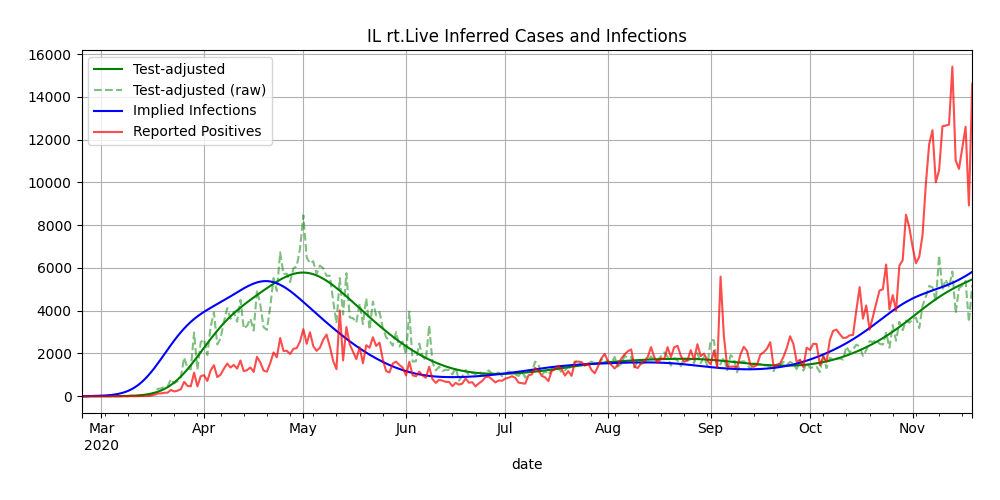 IL rt.Live Inferred Cases and Infections
16000
14000
12000
10000
8000
6000
4000
2000
0
Test-adjusted
Test-adjusted (raw)
Implied Infections
Reported Positives
Mar Apr May Jun Jul Aug Sep Oct Nov
2020
date